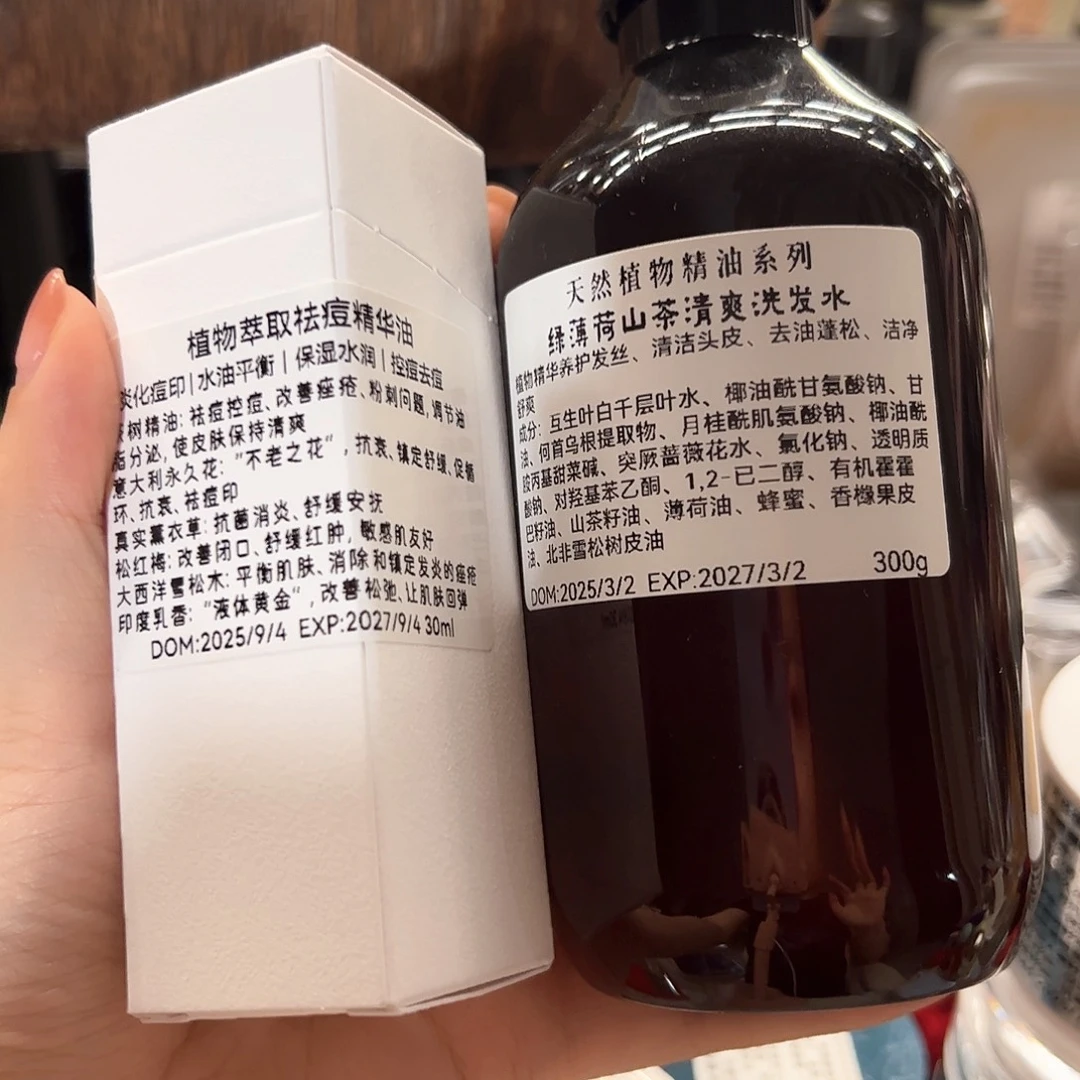 植物萃取祛痘精华油
淡化痘印|水油平衡|保湿水润|控痘去痘
茶树精油: 祛痘控痘、改善痤疮、粉刺问题,调节油
脂分泌, 使皮肤保持清爽
意大利永久花: "不老之花", 抗衰、镇定舒缓、促循
环、抗衰、祛痘印
真实薰衣草: 抗菌消炎、舒缓安抚
松红梅: 改善闭口、舒缓红肿, 敏感肌友好
大西洋雪松木: 平衡肌肤、消除和镇定发炎的痤疮
印度乳香: "液体黄金", 改善松弛、让肌肤回弹
DOM:2025/9/4 EXP:2027/9/4 30ml
天然植物精油系列
绿薄荷山茶清爽洗发水
植物精华养护发丝、清洁头皮、去油蓬松、洁净
舒爽
成分: 互生叶白千层叶水、椰油酰甘氨酸钠、甘
油、何首乌根提取物、月桂酰肌氨酸钠、椰油酰
胺丙基甜菜碱、突厥蔷薇花水、氯化钠、透明质
酸钠、对羟基苯乙酮、1,2-已二醇、有机霍霍
巴籽油、山茶籽油、薄荷油、蜂蜜、香橼果皮
油、北非雪松树皮油
300g
DOM:2025/3/2 EXP:2027/3/2